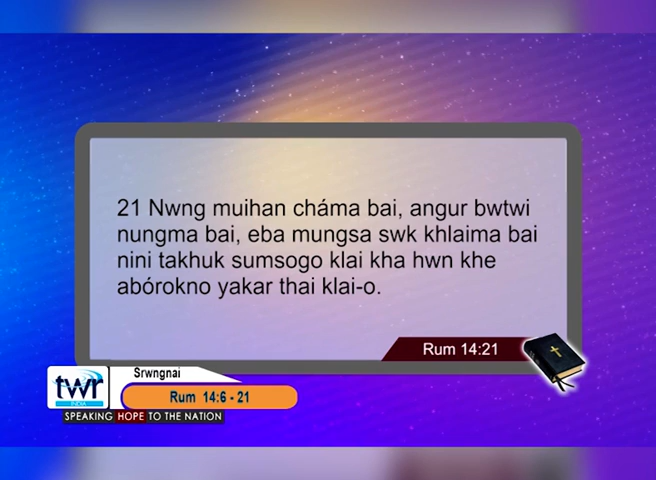 21 Nwng muihan cháma bai, angur bwtwi
nungma bai, eba mungsa swk khlaima bai
nini takhuk sumsogo klai kha hwn khe
abórokno yakar thai klai-o.
Rum 14:21
Srwngnai
twr
INDIA
Rum 14:6 - 21
SPEAKING HOPE TO THE NATION